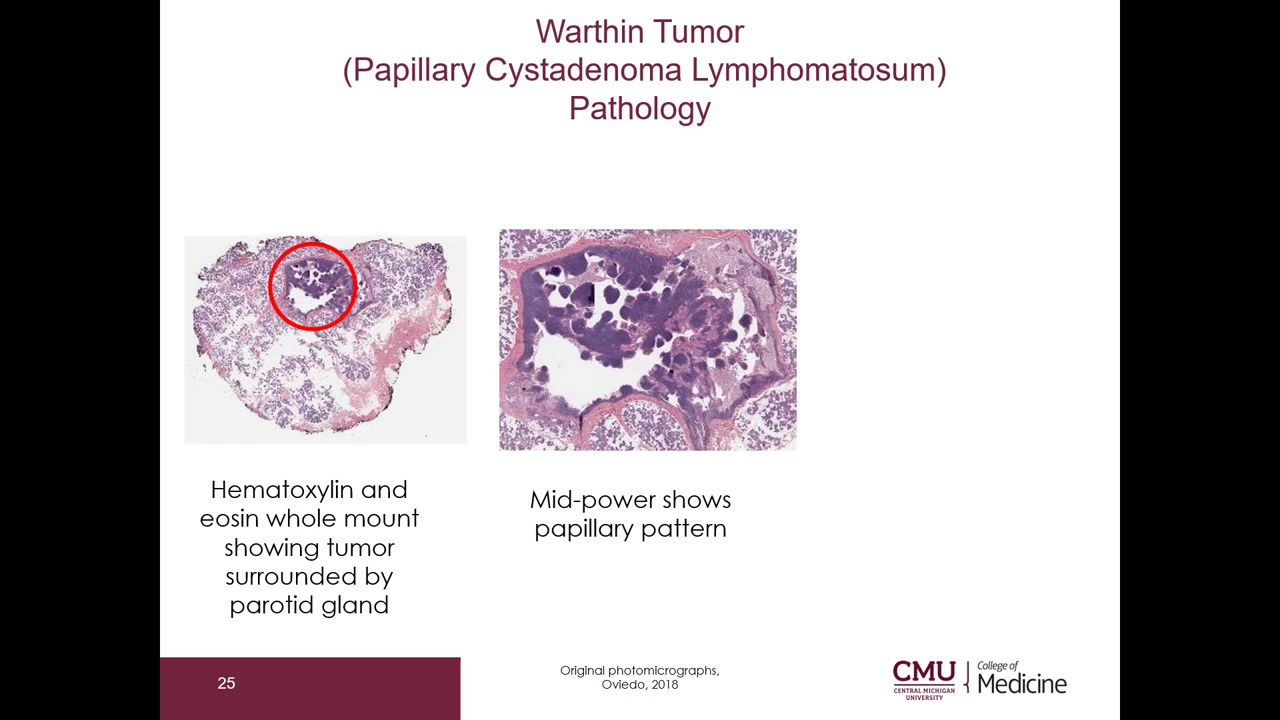 Warthin Tumor
(Papillary Cystadenoma Lymphomatosum)
Pathology
Hematoxylin and
eosin whole mount
showing tumor
surrounded by
parotid gland
Mid-power shows
papillary pattern
25
Original photomicrographs,
Oviedo, 2018
CMU
CENTRAL MICHIGAN
UNIVERSITY
College of
Medicine